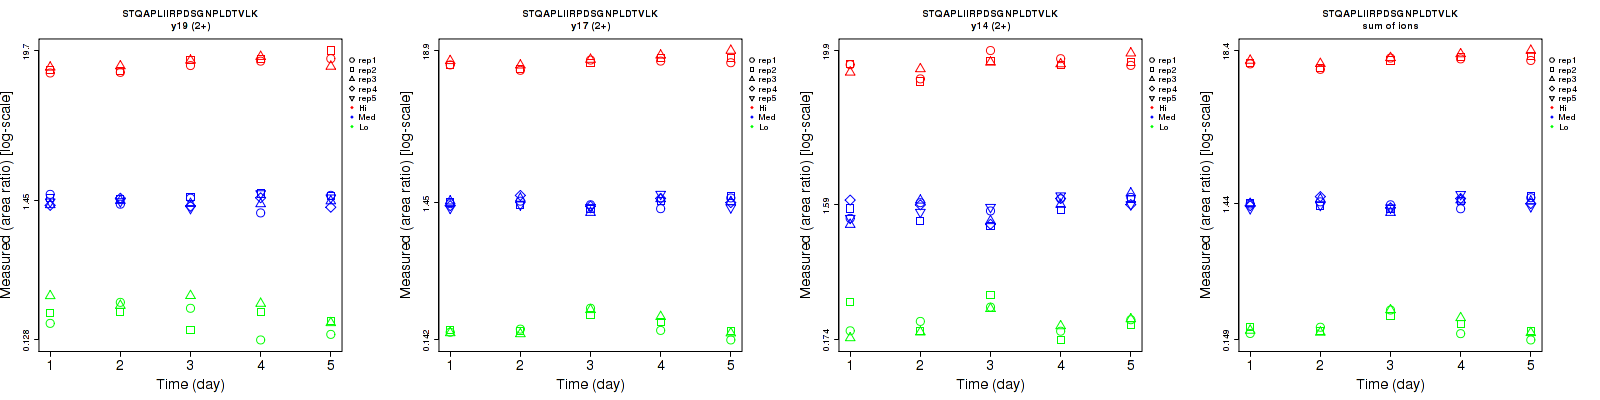 STQAPLIIRPDSGNPLDTVLK
y19 (2+)
Measured (area ratio) [log-scale]
19.7
1.45
0.128
1 2 3 4 5
Time (day)
rep1
rep2
rep3
rep4
rep5
Hi
Med
Lo
STQAPLIIRPDSGNPLDTVLK
y17 (2+)
Measured (area ratio) [log-scale]
18.9
1.45
0.142
1 2 3 4 5
Time (day)
rep1
rep2
rep3
rep4
rep5
Hi
Med
Lo
STQAPLIIRPDSGNPLDTVLK
y14 (2+)
Measured (area ratio) [log-scale]
19.9
1.59
0.174
1 2 3 4 5
Time (day)
rep1
rep2
rep3
rep4
rep5
Hi
Med
Lo
STQAPLIIRPDSGNPLDTVLK
sum of ions
Measured (area ratio) [log-scale]
18.4
1.44
0.149
1 2 3 4 5
Time (day)
rep1
rep2
rep3
rep4
rep5
Hi
Med
Lo